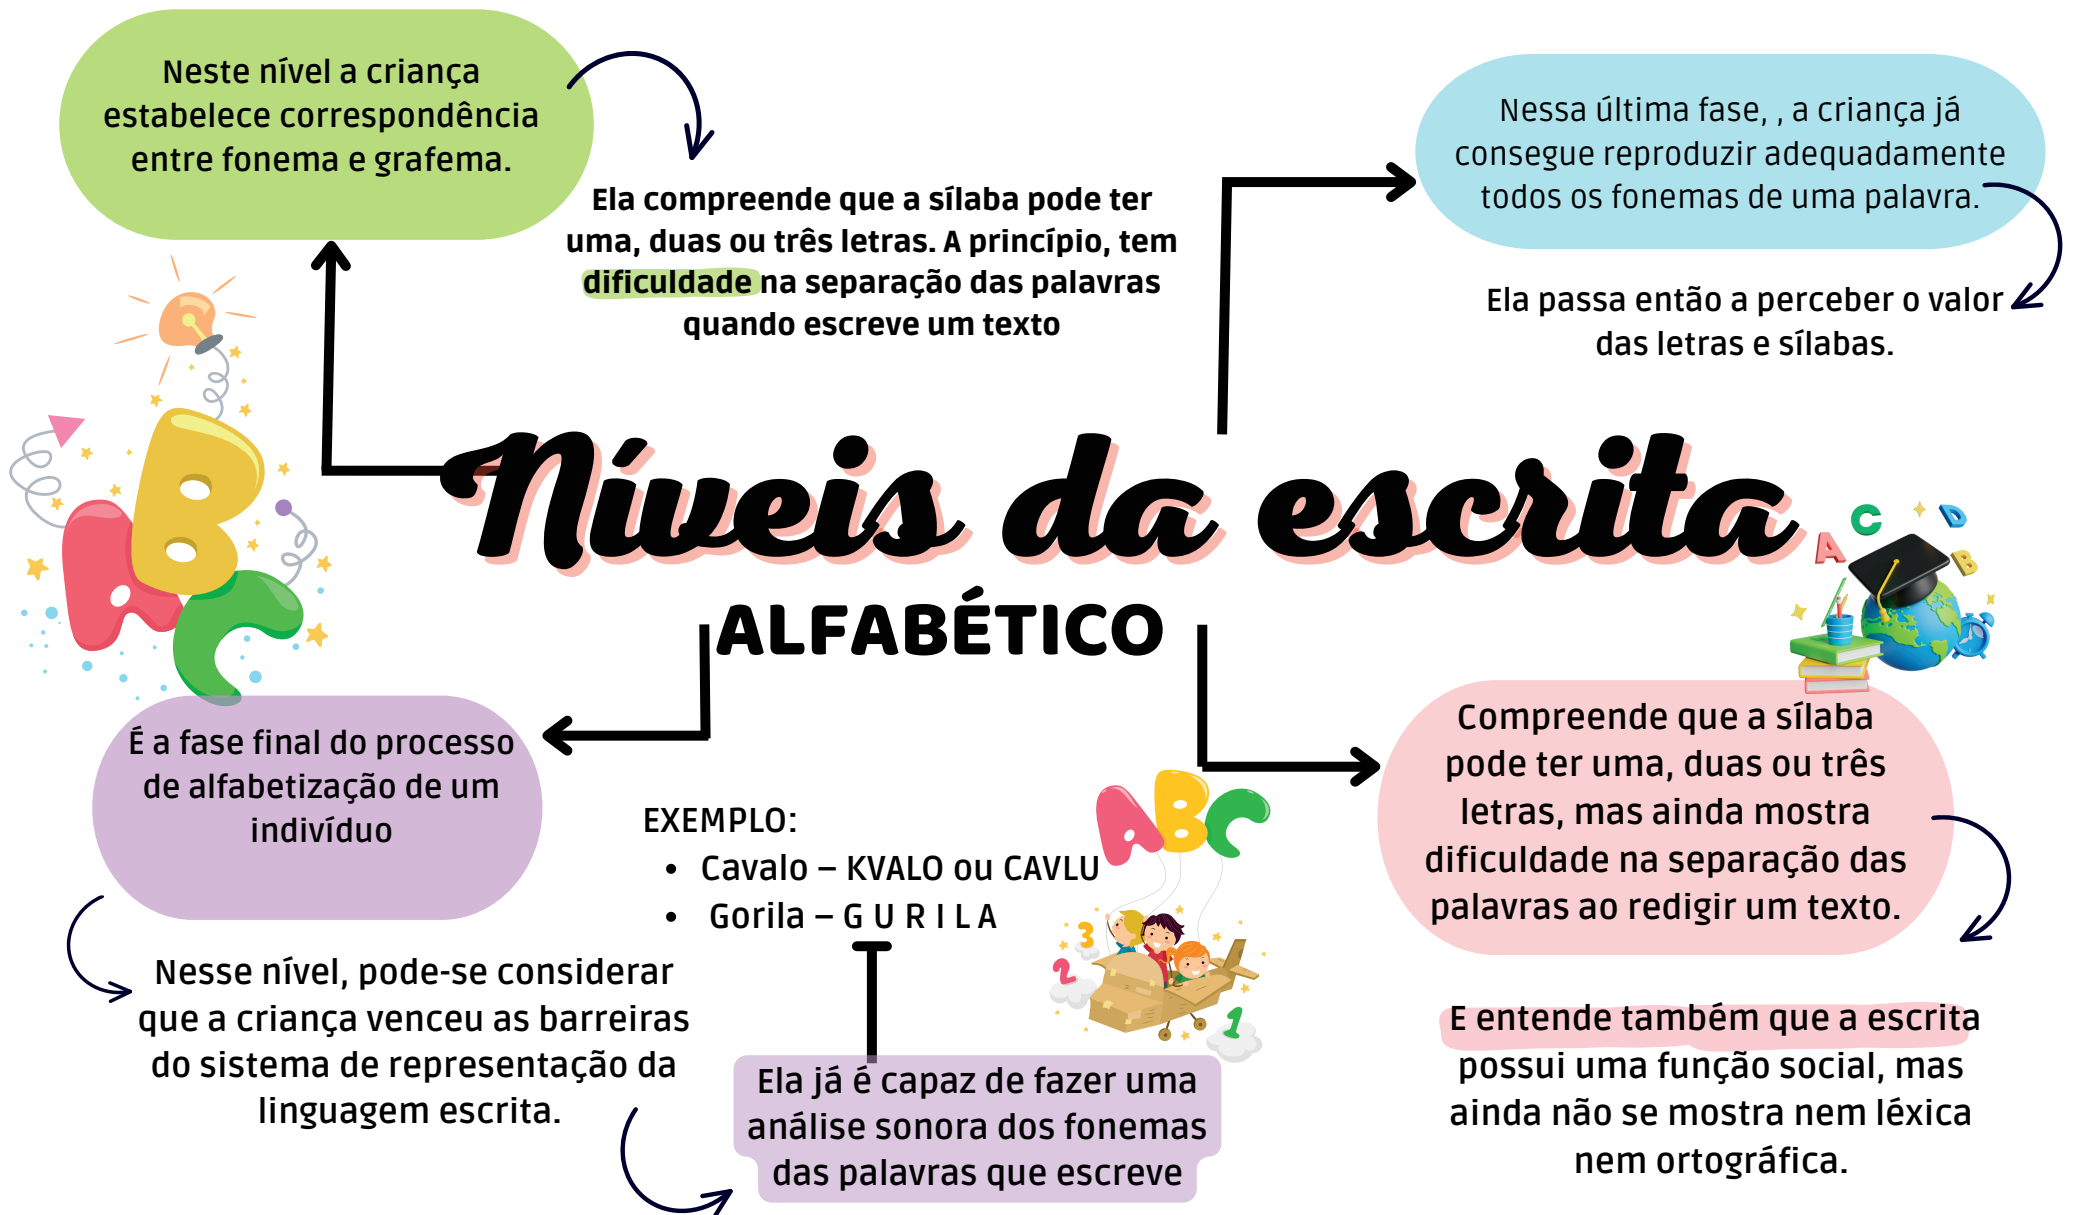 Neste nível a criança
estabelece correspondência
entre fonema e grafema.
Ela compreende que a sílaba pode ter
uma, duas ou três letras. A princípio, tem
dificuldade na separação das palavras
quando escreve um texto
Nessa última fase, , a criança já
consegue reproduzir adequadamente
todos os fonemas de uma palavra.
Ela passa então a perceber o valor
das letras e sílabas.
ABC
Níveis da escrita
ALFABÉTICO
A C D B
É a fase final do processo
de alfabetização de um
indivíduo
Nesse nível, pode-se considerar
que a criança venceu as barreiras
do sistema de representação da
linguagem escrita.
EXEMPLO:
• Cavalo – KVALO ou CAVLU
• Gorila – G U R I L A
ABC
3
2
1
Ela já é capaz de fazer uma
análise sonora dos fonemas
das palavras que escreve
Compreende que a sílaba
pode ter uma, duas ou três
letras, mas ainda mostra
dificuldade na separação das
palavras ao redigir um texto.
E entende também que a escrita
possui uma função social, mas
ainda não se mostra nem léxica
nem ortográfica.